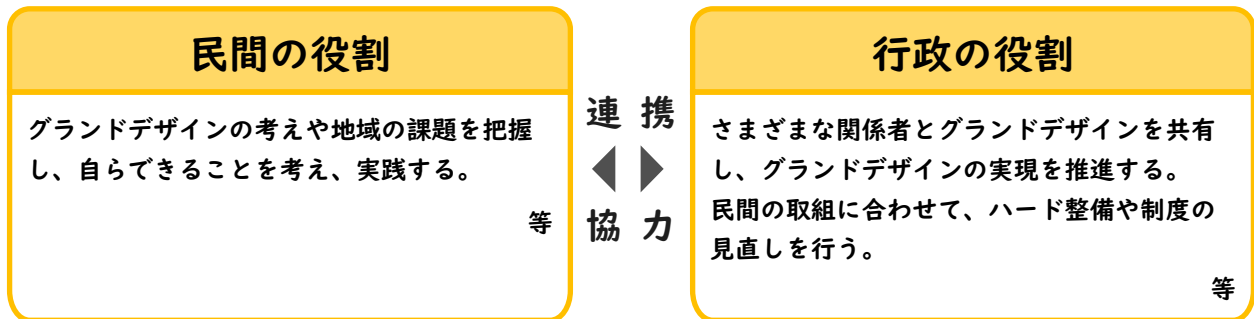 民間の役割
グランドデザインの考えや地域の課題を把握
し、自らできることを考え、実践する。
等
連携
協力
行政の役割
さまざまな関係者とグランドデザインを共有
し、グランドデザインの実現を推進する。
民間の取組に合わせて、ハード整備や制度の
見直しを行う。
等